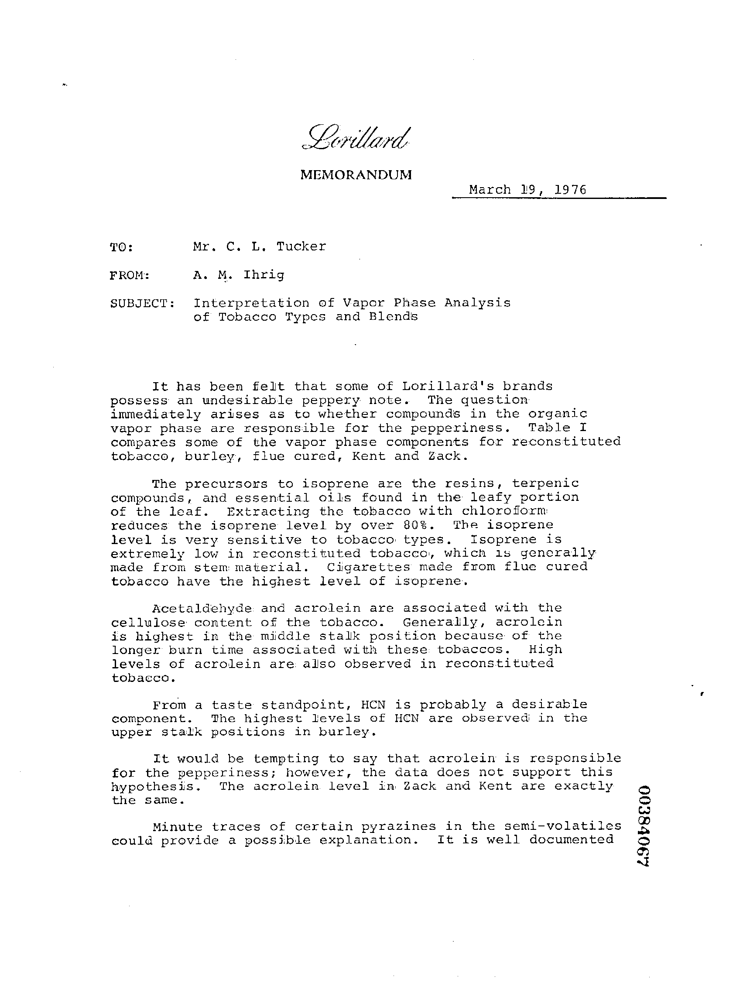 Lorillard
MEMORANDUM
March 19, 1976
TO: Mr. C. L. Tucker
FROM: A. M. Ihrig
SUBJECT: Interpretation of Vapor Phase Analysis
of Tobacco Types and Blends
It has been felt that some of Lorillard's brands
possess an undesirable peppery note. The question
immediately arises as to whether compounds in the organic
vapor phase are responsible for the pepperiness. Table I
compares some of the vapor phase components for reconstituted
tobacco, burley, flue cured, Kent and Zack.
The precursors to isoprene are the resins, terpenic
compounds, and essential oils found in the leafy portion
of the leaf. Extracting the tobacco with chloroform
reduces the isoprene level by over 80%. The isoprene
level is very sensitive to tobacco types. Isoprene is
extremely low in reconstituted tobacco, which is generally
made from stem material. Cigarettes made from flue cured
tobacco have the highest level of isoprene.
Acetaldehyde and acrolein are associated with the
cellulose content of the tobacco. Generally, acrolein
is highest in the middle stalk position because of the
longer burn time associated with these tobaccos. High
levels of acrolein are also observed in reconstituted
tobacco.
From a taste standpoint, HCN is probably a desirable
component. The highest levels of HCN are observed in the
upper stalk positions in burley.
It would be tempting to say that acrolein is responsible
for the pepperiness; however, the data does not support this
hypothesis. The acrolein level in Zack and Kent are exactly
the same.
Minute traces of certain pyrazines in the semi-volatiles
could provide a possible explanation. It is well documented
00384067